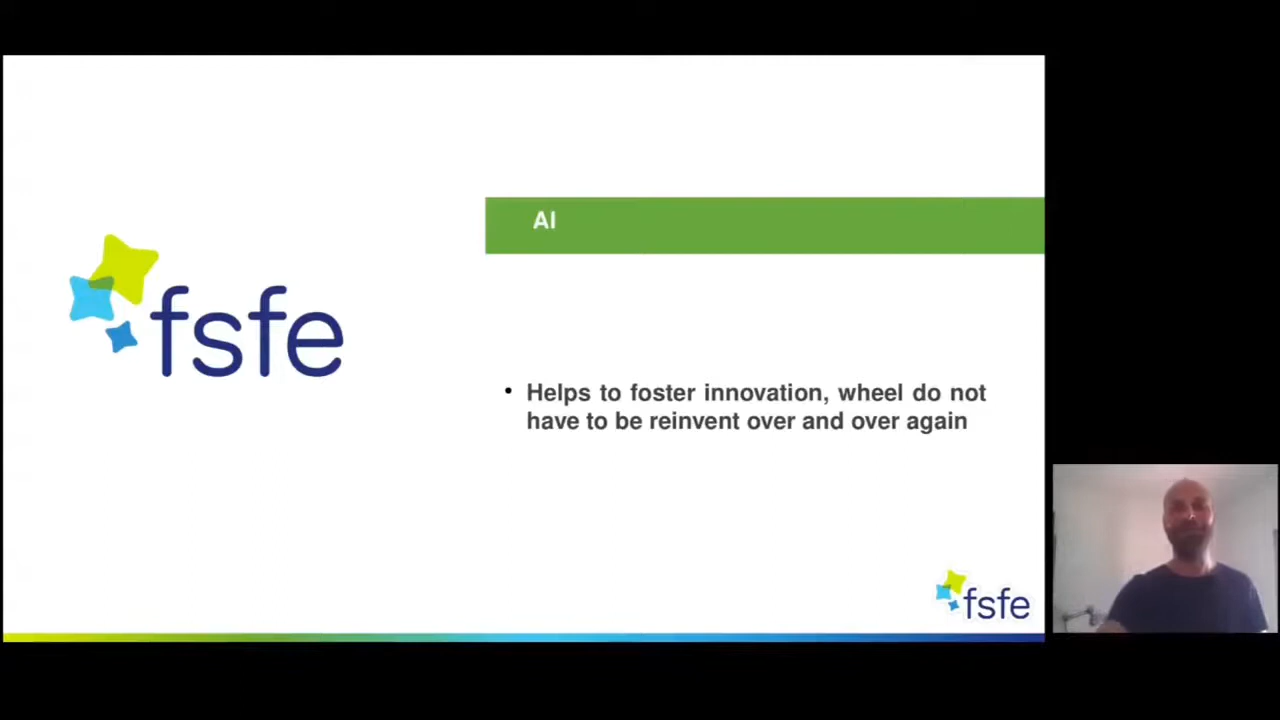 AI
fsfe
• Helps to foster innovation, wheel do not
have to be reinvent over and over again
fsfe